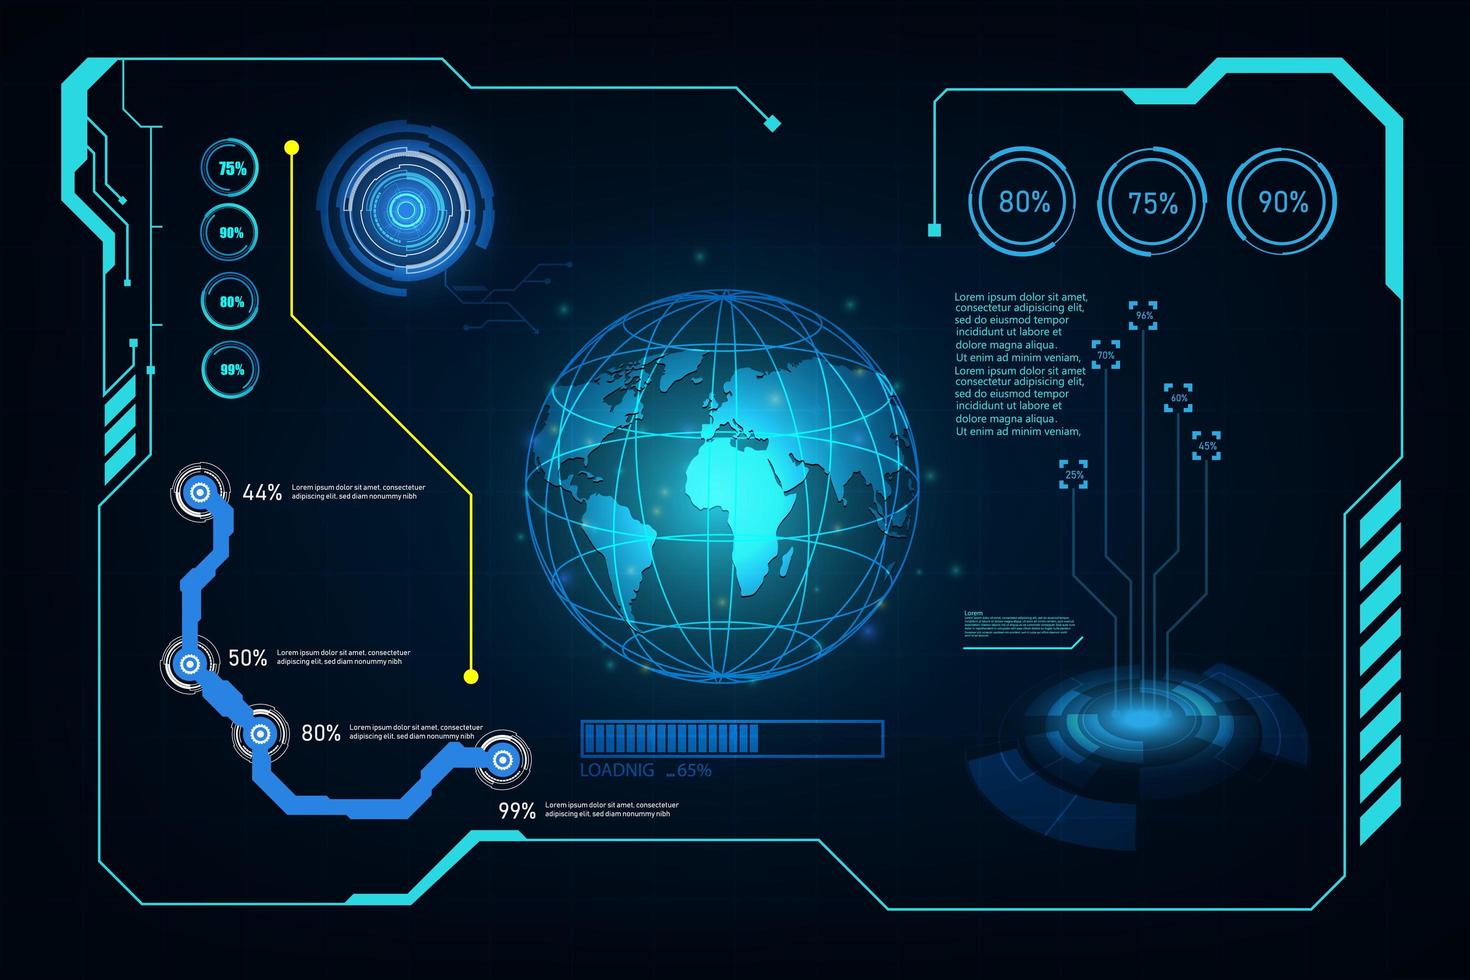 75%
90%
80%
99%
80%
75%
90%
Lorem ipsum dolor sit amet,
consectetur adipisicing elit,
sed do eiusmod tempor
incididunt ut labore et
dolore magna aliqua.
Ut enim ad minim veniam,
Lorem ipsum dolor sit amet,
consectetur adipisicing elit,
sed do eiusmod tempor
incididunt ut labore et
dolore magna aliqua.
Ut enim ad minim veniam,
96%
70%
60%
45%
25%
44%
Lorem ipsum dolor sit amet, consectetuer
adipiscing elit, sed diam nonummy nibh
50%
Lorem ipsum dolor sit amet, consectetuer
adipiscing elit, sed diam nonummy nibh
80%
Lorem ipsum dolor sit amet, consectetuer
adipiscing elit, sed diam nonummy nibh
99%
Lorem ipsum dolor sit amet, consectetuer
adipiscing elit, sed diam nonummy nibh
LOADNIG ...65%
Lorem